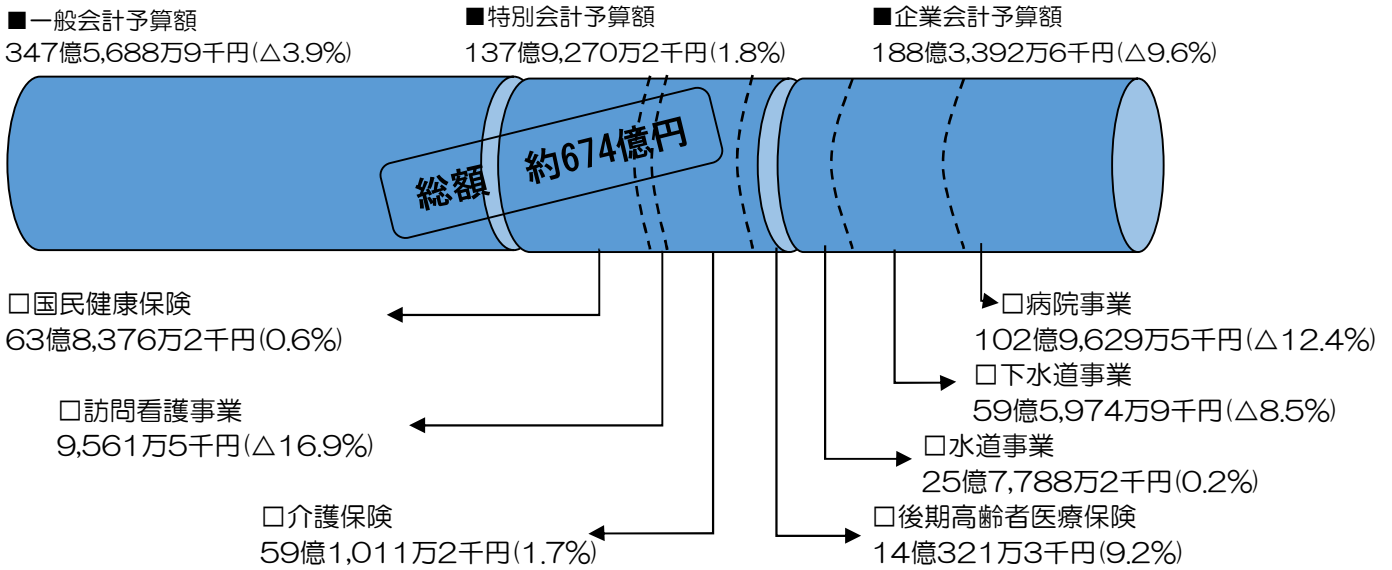 ■一般会計予算額
347億5,688万9千円(△3.9%)
■特別会計予算額
137億9,270万2千円(1.8%)
■企業会計予算額
188億3,392万6千円(△9.6%)
総額　約674億円
□国民健康保険
63億8,376万2千円(0.6%)
□病院事業
102億9,629万5千円(△12.4%)
□下水道事業
59億5,974万9千円(△8.5%)
□訪問看護事業
9,561万5千円(△16.9%)
□水道事業
25億7,788万2千円(0.2%)
□介護保険
59億1,011万2千円(1.7%)
□後期高齢者医療保険
14億321万3千円(9.2%)